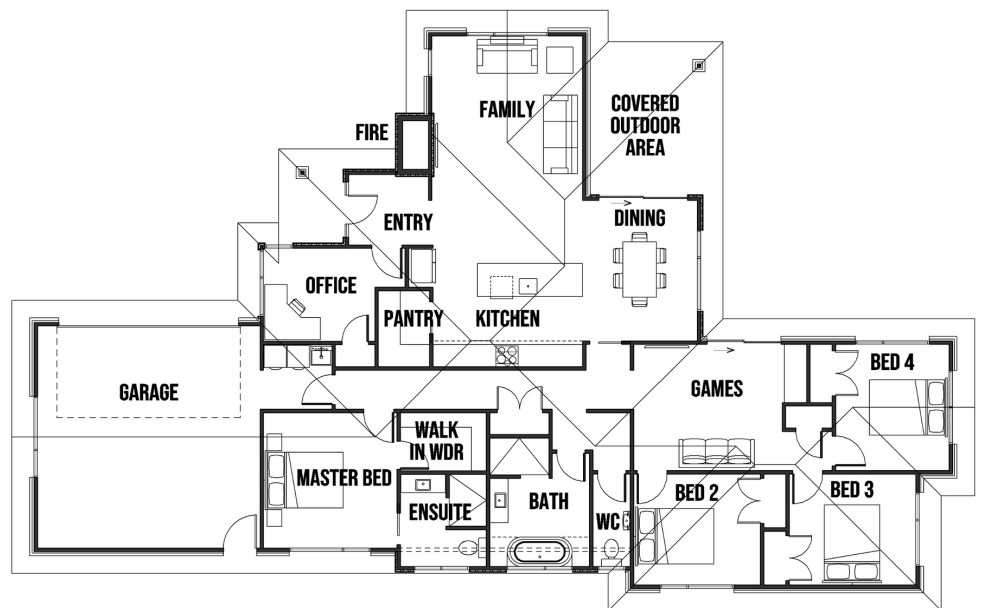 FAMILY
COVERED
OUTDOOR
AREA
FIRE
ENTRY
DINING
OFFICE
PANTRY
KITCHEN
GARAGE
GAMES
BED 4
WALK
IN WDR
MASTER BED
ENSUITE
BATH
WC
BED 2
BED 3